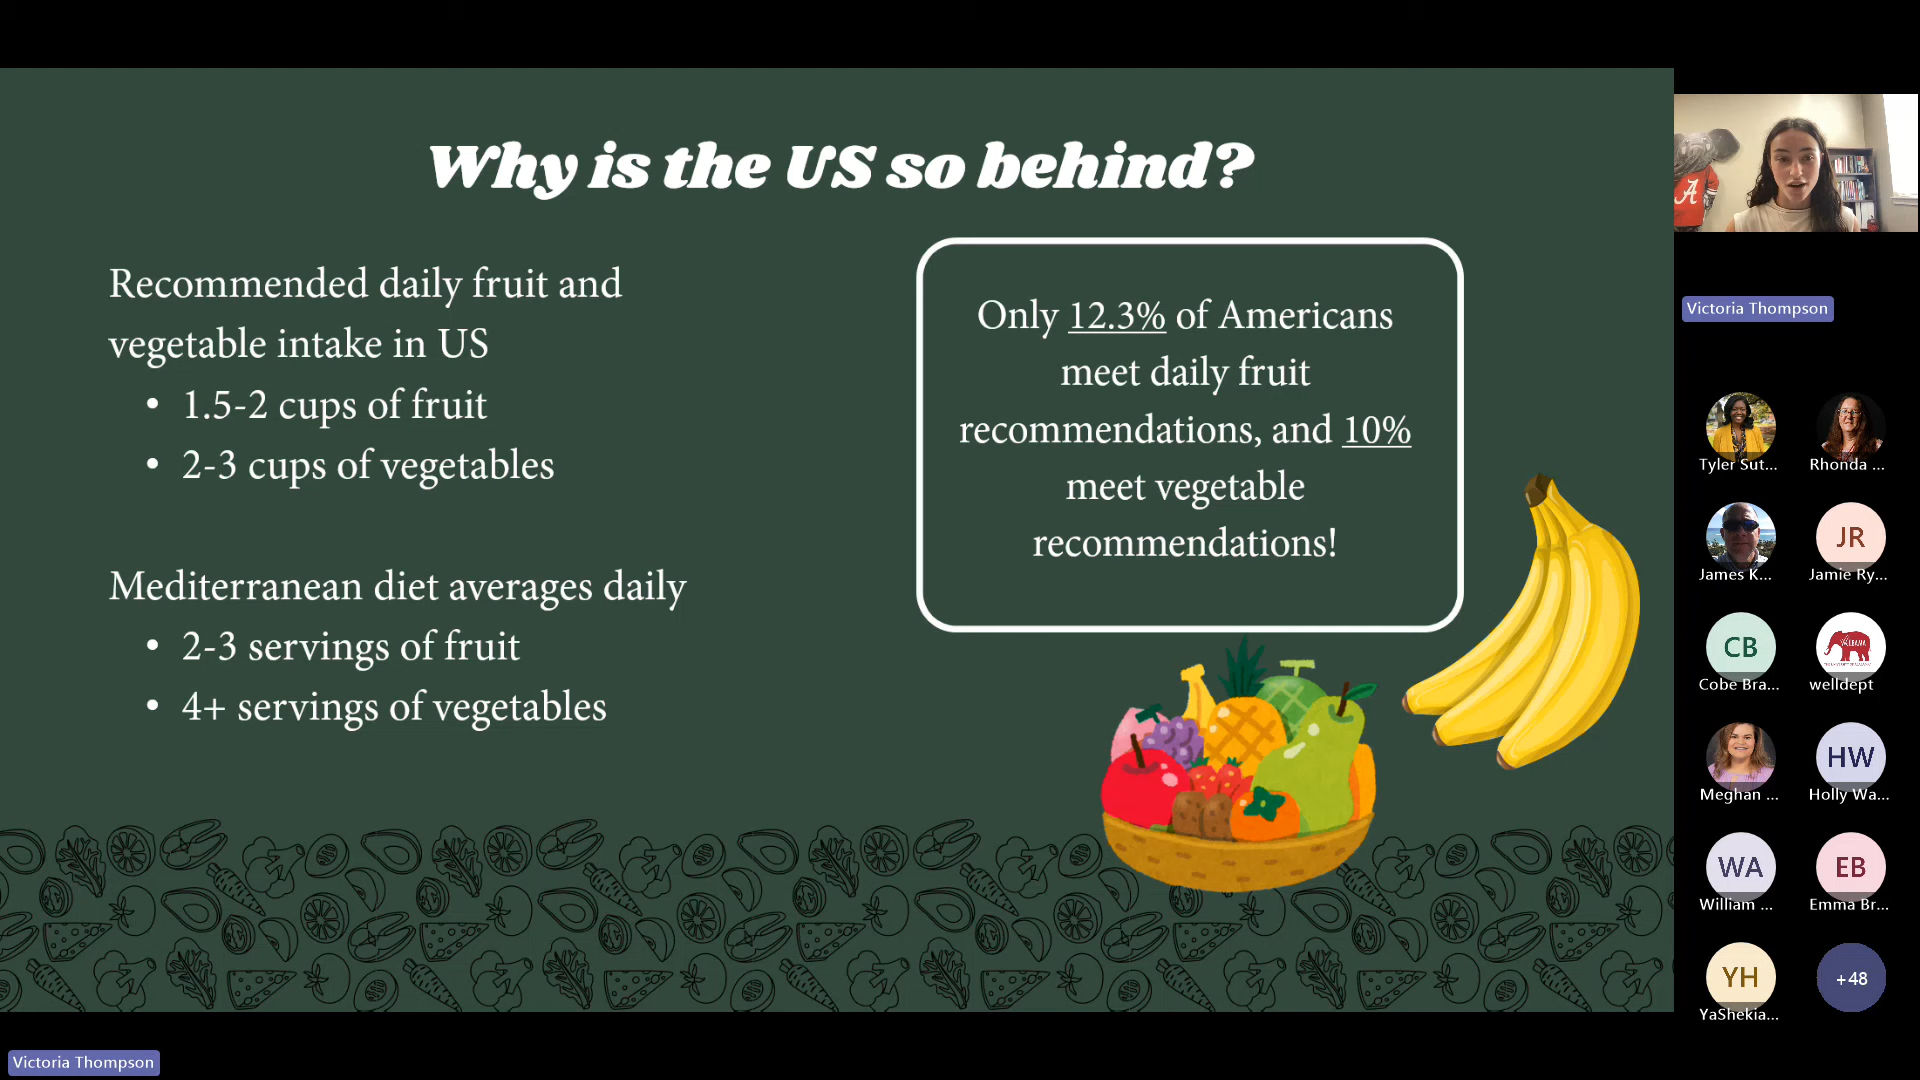 Why is the US so behind?
Recommended daily fruit and
vegetable intake in US
• 1.5-2 cups of fruit
• 2-3 cups of vegetables
Mediterranean diet averages daily
• 2-3 servings of fruit
• 4+ servings of vegetables
Only 12.3% of Americans
meet daily fruit
recommendations, and 10%
meet vegetable
recommendations!
A
Victoria Thompson
Tyler Sut...
Rhonda ...
James K...
JR
Jamie Ry...
CB
Cobe Bra...
welldept
Meghan ...
HW
Holly Wa...
WA
William ...
EB
Emma Br...
YH
YaShekia...
+48
Victoria Thompson